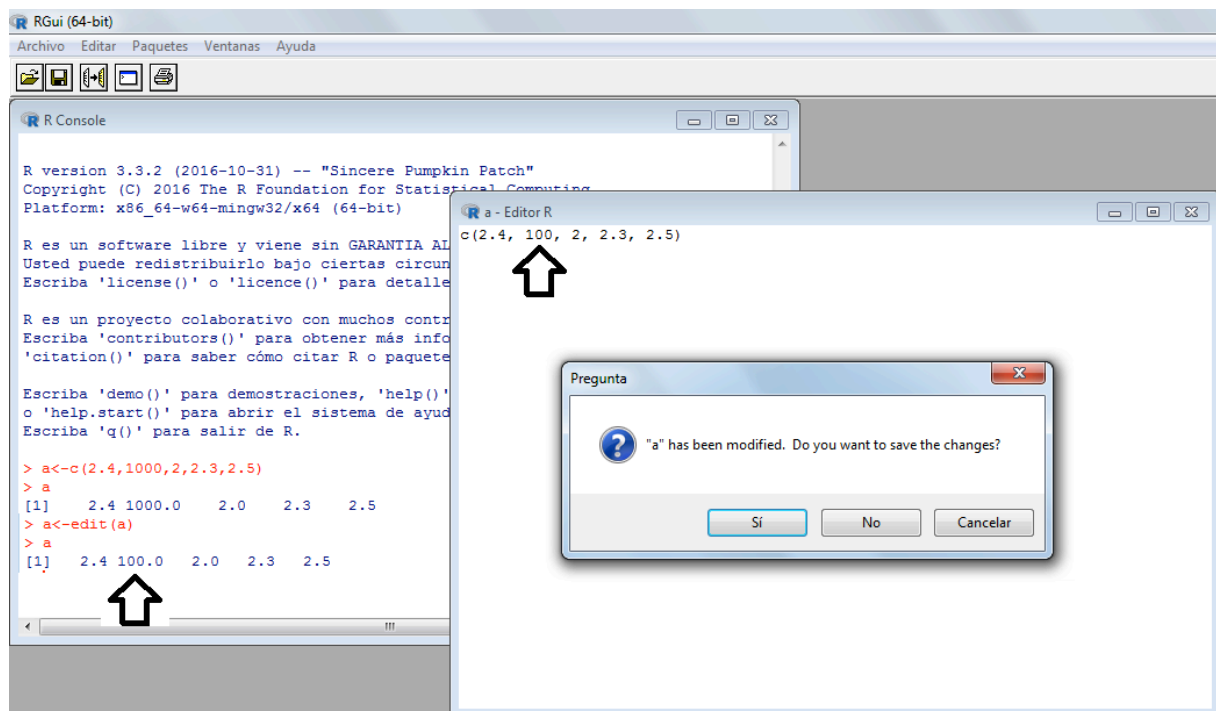 RGui (64-bit)
Archivo Editar Paquetes Ventanas Ayuda
R Console
R version 3.3.2 (2016-10-31) -- "Sincere Pumpkin Patch"
Copyright (C) 2016 The R Foundation for Statistical Computing
Platform: x86_64-w64-mingw32/x64 (64-bit)
R es un software libre y viene sin GARANTIA AL
Usted puede redistribuirlo bajo ciertas circun
Escriba 'license()' o 'licence()' para detalle
R es un proyecto colaborativo con muchos contr
Escriba 'contributors()' para obtener más info
'citation()' para saber cómo citar R o paquete
Escriba 'demo()' para demostraciones, 'help()'
o 'help.start()' para abrir el sistema de ayud
Escriba 'q()' para salir de R.
> a<-c(2.4,1000,2,2.3,2.5)
> a
[1] 2.4 1000.0 2.0 2.3 2.5
> a<-edit(a)
> a
[1] 2.4 100.0 2.0 2.3 2.5
a - Editor R
c(2.4, 100, 2, 2.3, 2.5)
Pregunta
"a" has been modified. Do you want to save the changes?
Sí No Cancelar